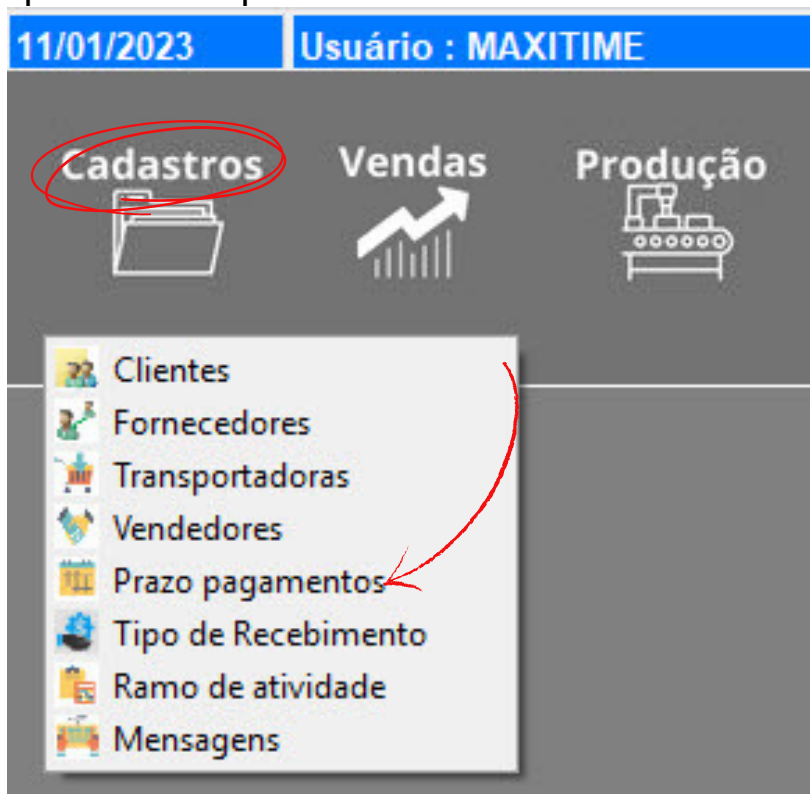 11/01/2023 Usuário : MAXITIME
Cadastros Vendas Produção
Clientes
Fornecedores
Transportadoras
Vendedores
Prazo pagamentos
Tipo de Recebimento
Ramo de atividade
Mensagens